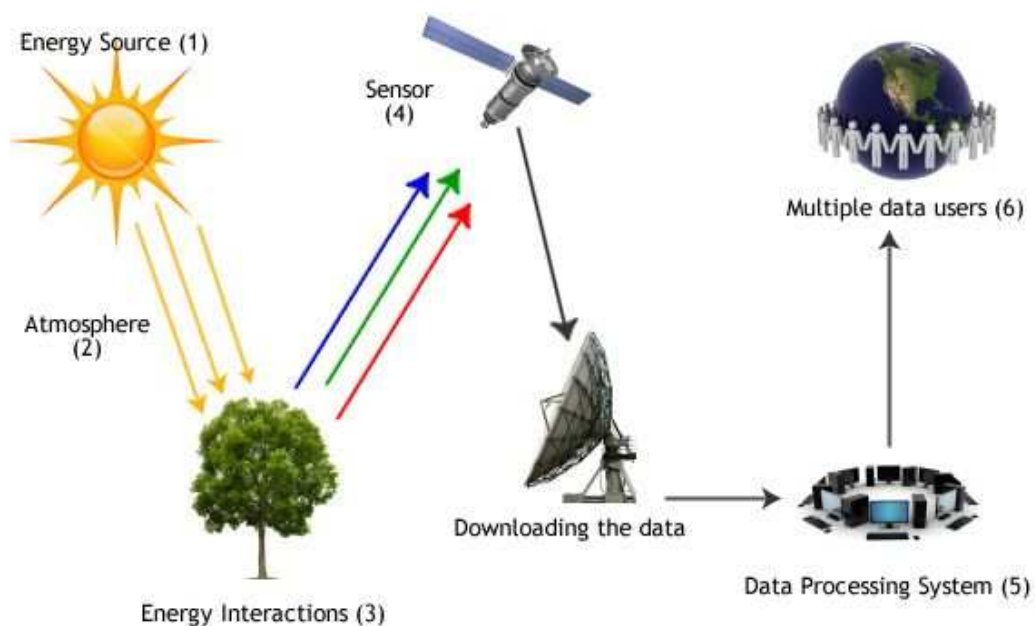 Energy Source (1)
Atmosphere
(2)
Energy Interactions (3)
Sensor
(4)
Downloading the data
Data Processing System (5)
Multiple data users (6)